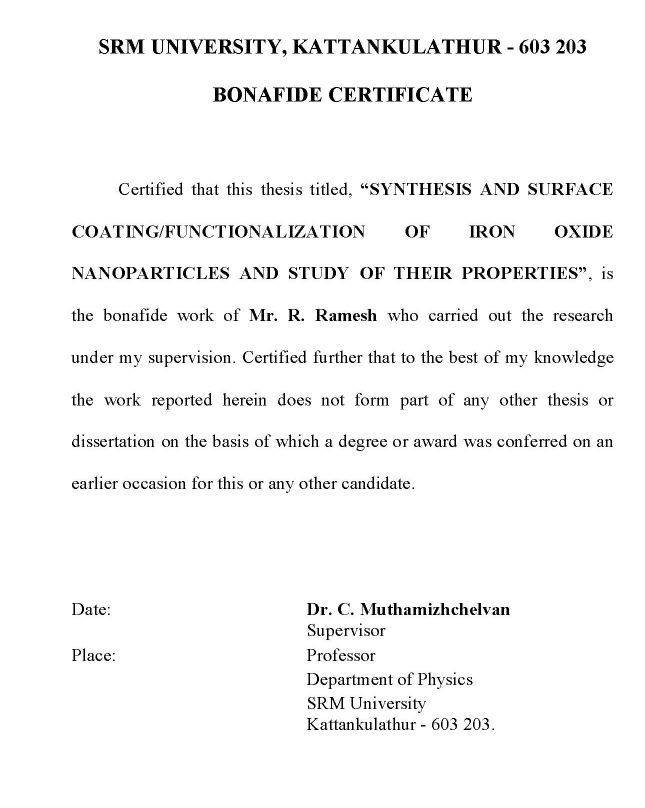 SRM UNIVERSITY, KATTANKULATHUR - 603 203
BONAFIDE CERTIFICATE
Certified that this thesis titled, “SYNTHESIS AND SURFACE
COATING/FUNCTIONALIZATION OF IRON OXIDE
NANOPARTICLES AND STUDY OF THEIR PROPERTIES”, is
the bonafide work of Mr. R. Ramesh who carried out the research
under my supervision. Certified further that to the best of my knowledge
the work reported herein does not form part of any other thesis or
dissertation on the basis of which a degree or award was conferred on an
earlier occasion for this or any other candidate.
Date: Dr. C. Muthamizhchelvan
Supervisor
Place: Professor
Department of Physics
SRM University
Kattankulathur - 603 203.